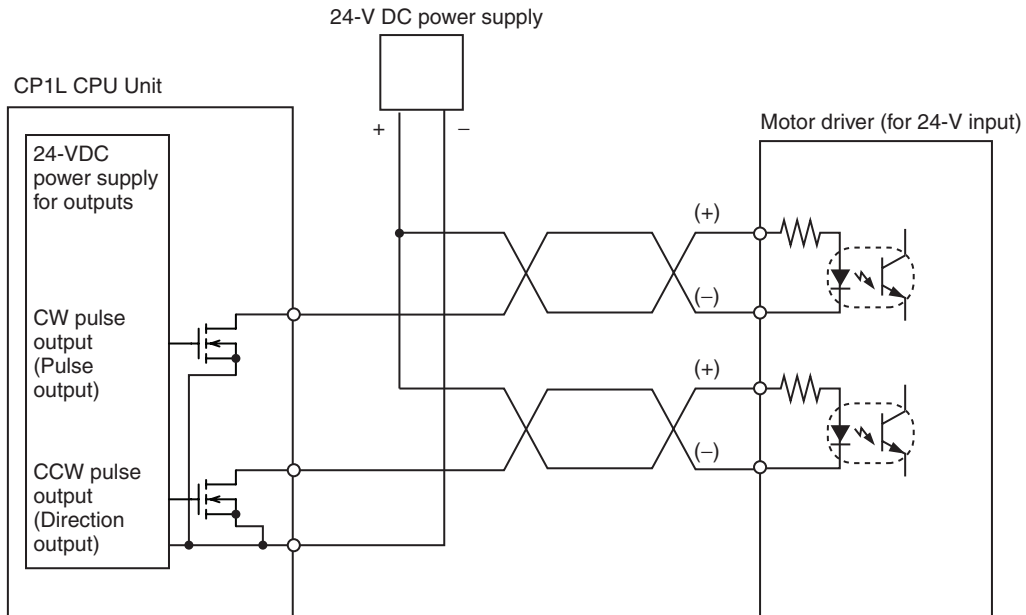 24-V DC power supply
CP1L CPU Unit
+
−
Motor driver (for 24-V input)
24-VDC
power supply
for outputs
(+)
(−)
CW pulse
output
(Pulse
output)
(+)
(−)
CCW pulse
output
(Direction
output)